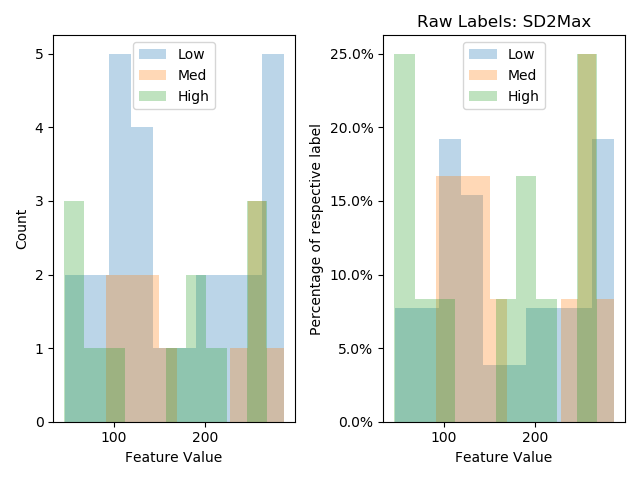 Low
Med
High
5
4
3
2
1
0
Count
100
200
Feature Value
Raw Labels: SD2Max
Low
Med
High
25.0%
20.0%
15.0%
10.0%
5.0%
0.0%
Percentage of respective label
100
200
Feature Value